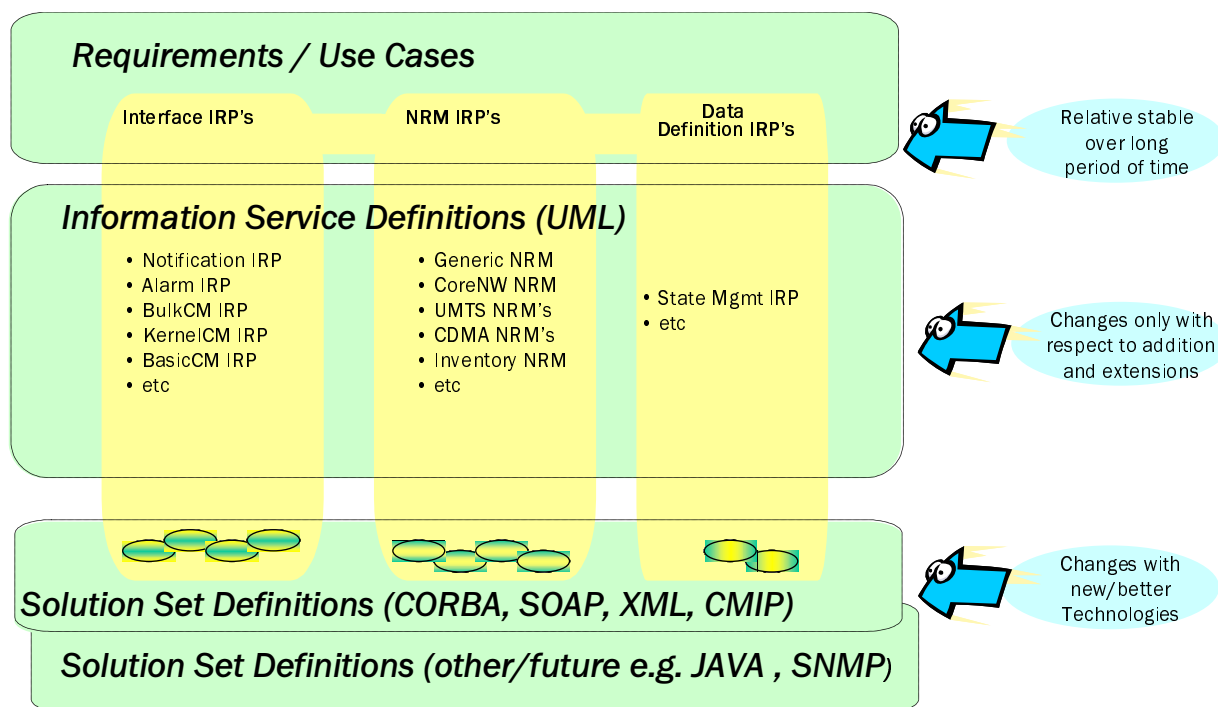 Requirements / Use Cases
Interface IRP's
NRM IRP's
Data
Definition IRP's
Relative stable
over long
period of time
Information Service Definitions (UML)
• Notification IRP
• Alarm IRP
• BulkCM IRP
• KernelCM IRP
• BasicCM IRP
• etc
• Generic NRM
• CoreNW NRM
• UMTS NRM's
• CDMA NRM's
• Inventory NRM
• etc
• State Mgmt IRP
• etc
Changes only with
respect to addition
and extensions
Solution Set Definitions (CORBA, SOAP, XML, CMIP)
Changes with
new/better
Technologies
Solution Set Definitions (other/future e.g. JAVA , SNMP)